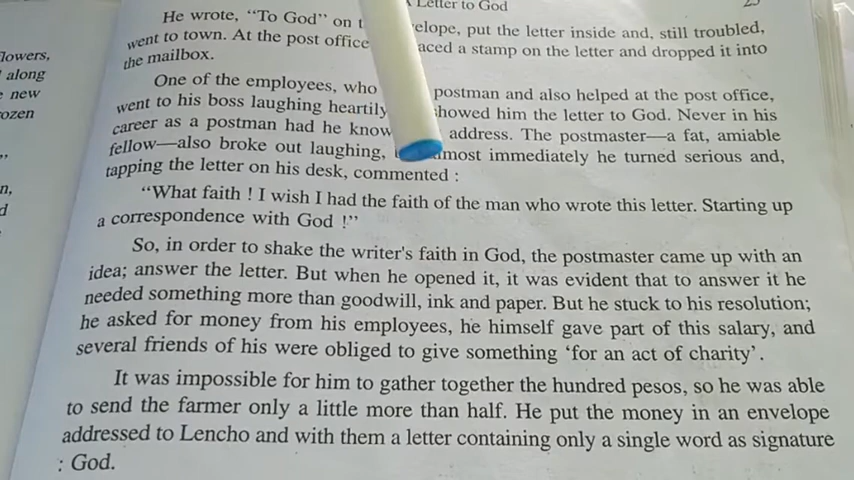 Letter to God
He wrote, “To God” on elope, put the letter inside and, still troubled,
went to town. At the post office aced a stamp on the letter and dropped it into
the mailbox.
One of the employees, who postman and also helped at the post office,
went to his boss laughing heartily showed him the letter to God. Never in his
career as a postman had he know address. The postmaster—a fat, amiable
fellow—also broke out laughing, most immediately he turned serious and,
tapping the letter on his desk, commented :
“What faith ! I wish I had the faith of the man who wrote this letter. Starting up
a correspondence with God !”
So, in order to shake the writer's faith in God, the postmaster came up with an
idea; answer the letter. But when he opened it, it was evident that to answer it he
needed something more than goodwill, ink and paper. But he stuck to his resolution;
he asked for money from his employees, he himself gave part of this salary, and
several friends of his were obliged to give something ‘for an act of charity’.
It was impossible for him to gather together the hundred pesos, so he was able
to send the farmer only a little more than half. He put the money in an envelope
addressed to Lencho and with them a letter containing only a single word as signature
: God.
lowers,
along
new
ozen
n,
d